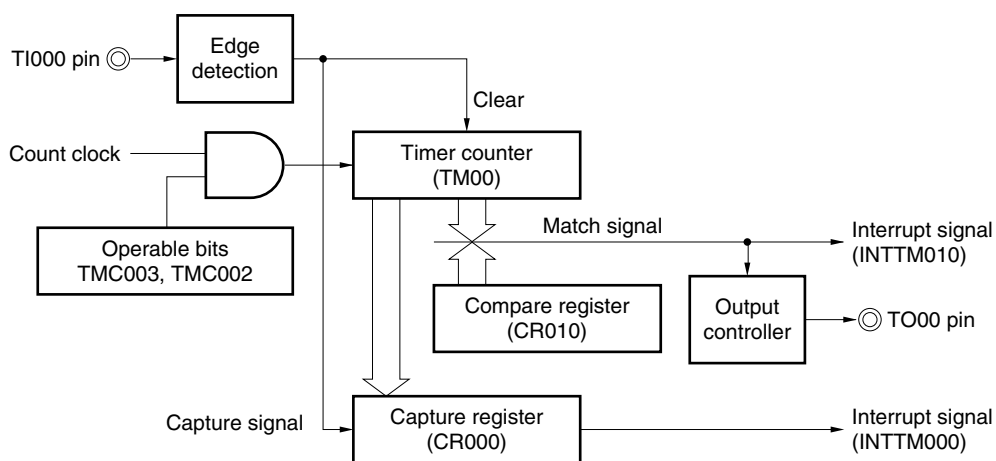 TI000 pin
Edge
detection
Clear
Count clock
Timer counter
(TM00)
Operable bits
TMC003, TMC002
Match signal
Interrupt signal
(INTTM010)
Compare register
(CR010)
Output
controller
TO00 pin
Capture signal
Capture register
(CR000)
Interrupt signal
(INTTM000)